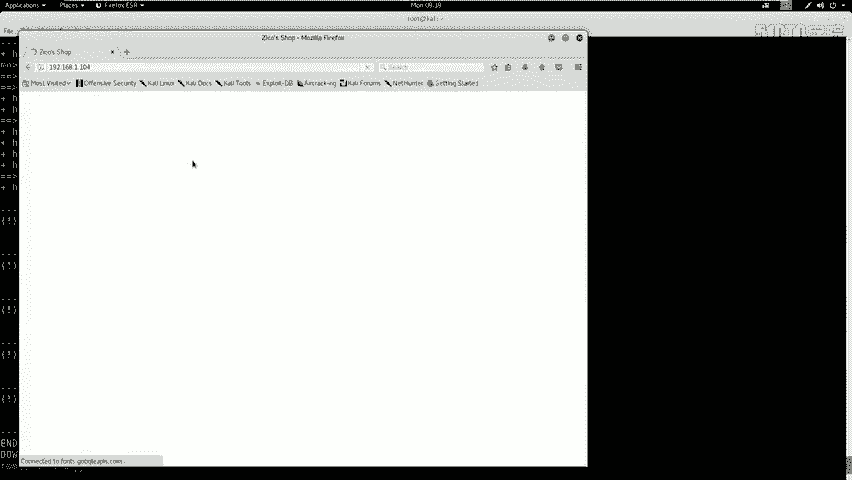 Applications Places Firefox ESR Mon 09:18
root@kali: ~
File
Zico's Shop - Mozilla Firefox
Zico's Shop
192.168.1.104 Search
Most Visited Offensive Security Kali Linux Kali Docs Kali Tools Exploit-DB Aircrack-ng Kali Forums NetHunter Getting Started
---
+ h
==>
+ h
+ h
==>
+ h
+ h
+ h
+ h
==>
+ h
---
(!)
---
(!)
---
(!)
---
(!)
---
(!)
---
END
DOW
Connected to fonts.googleapis.com...